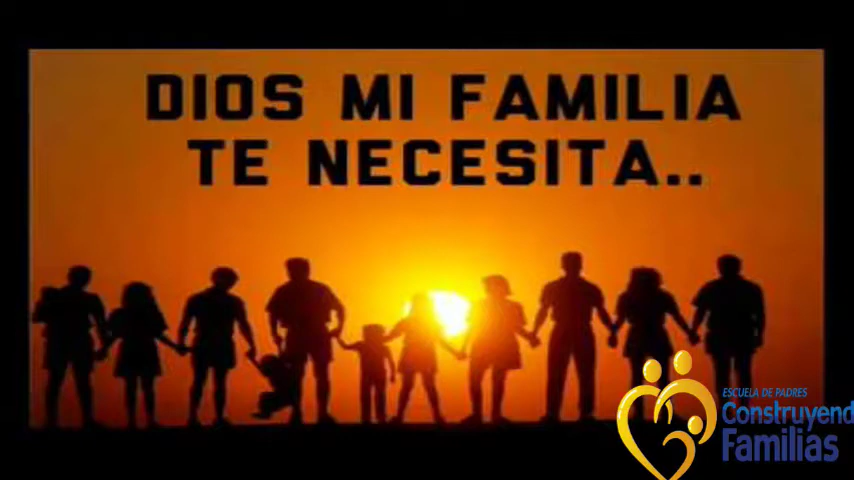 DIOS MI FAMILIA
TE NECESITA..
ESCUELA DE PADRES
Construyend
Familias